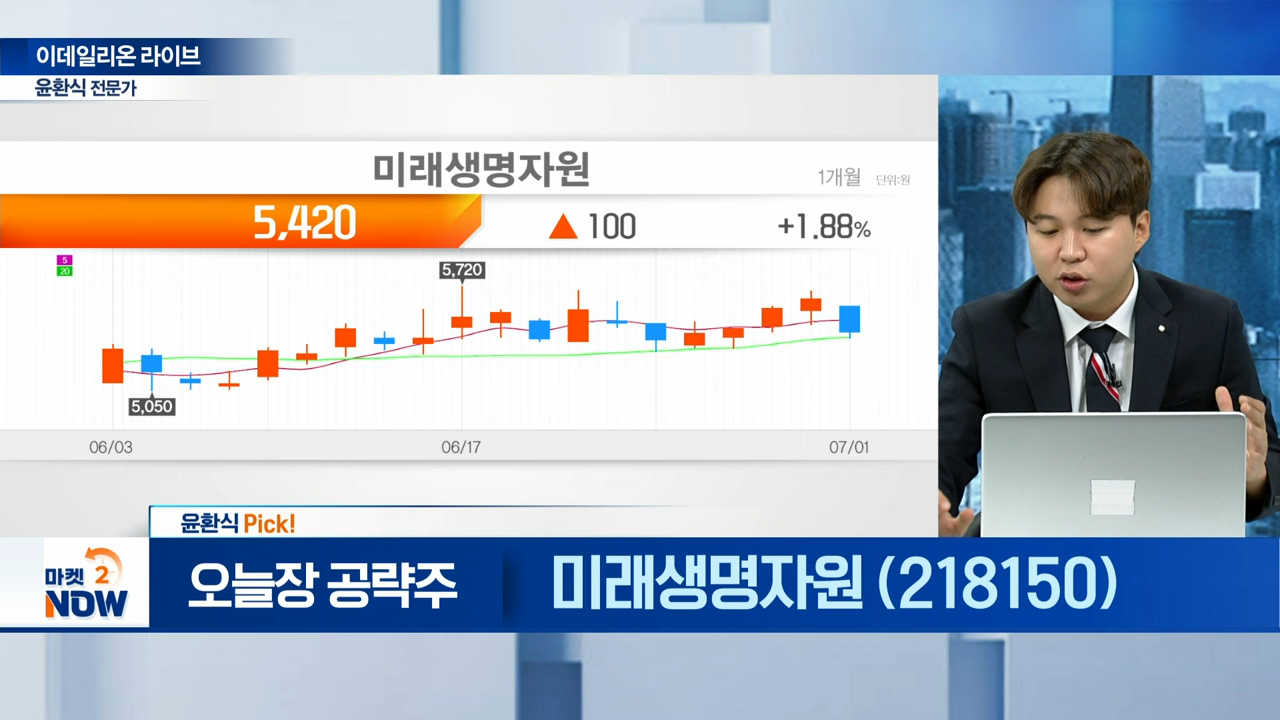 이데일리온 라이브
윤환식 전문가
미래생명자원
1개월 단위:원
5,420 ▲ 100 +1.88%
5
20
5,720
5,050
06/03 06/17 07/01
윤환식 Pick!
마켓 2
NOW
오늘장 공략주 미래생명자원 (218150)